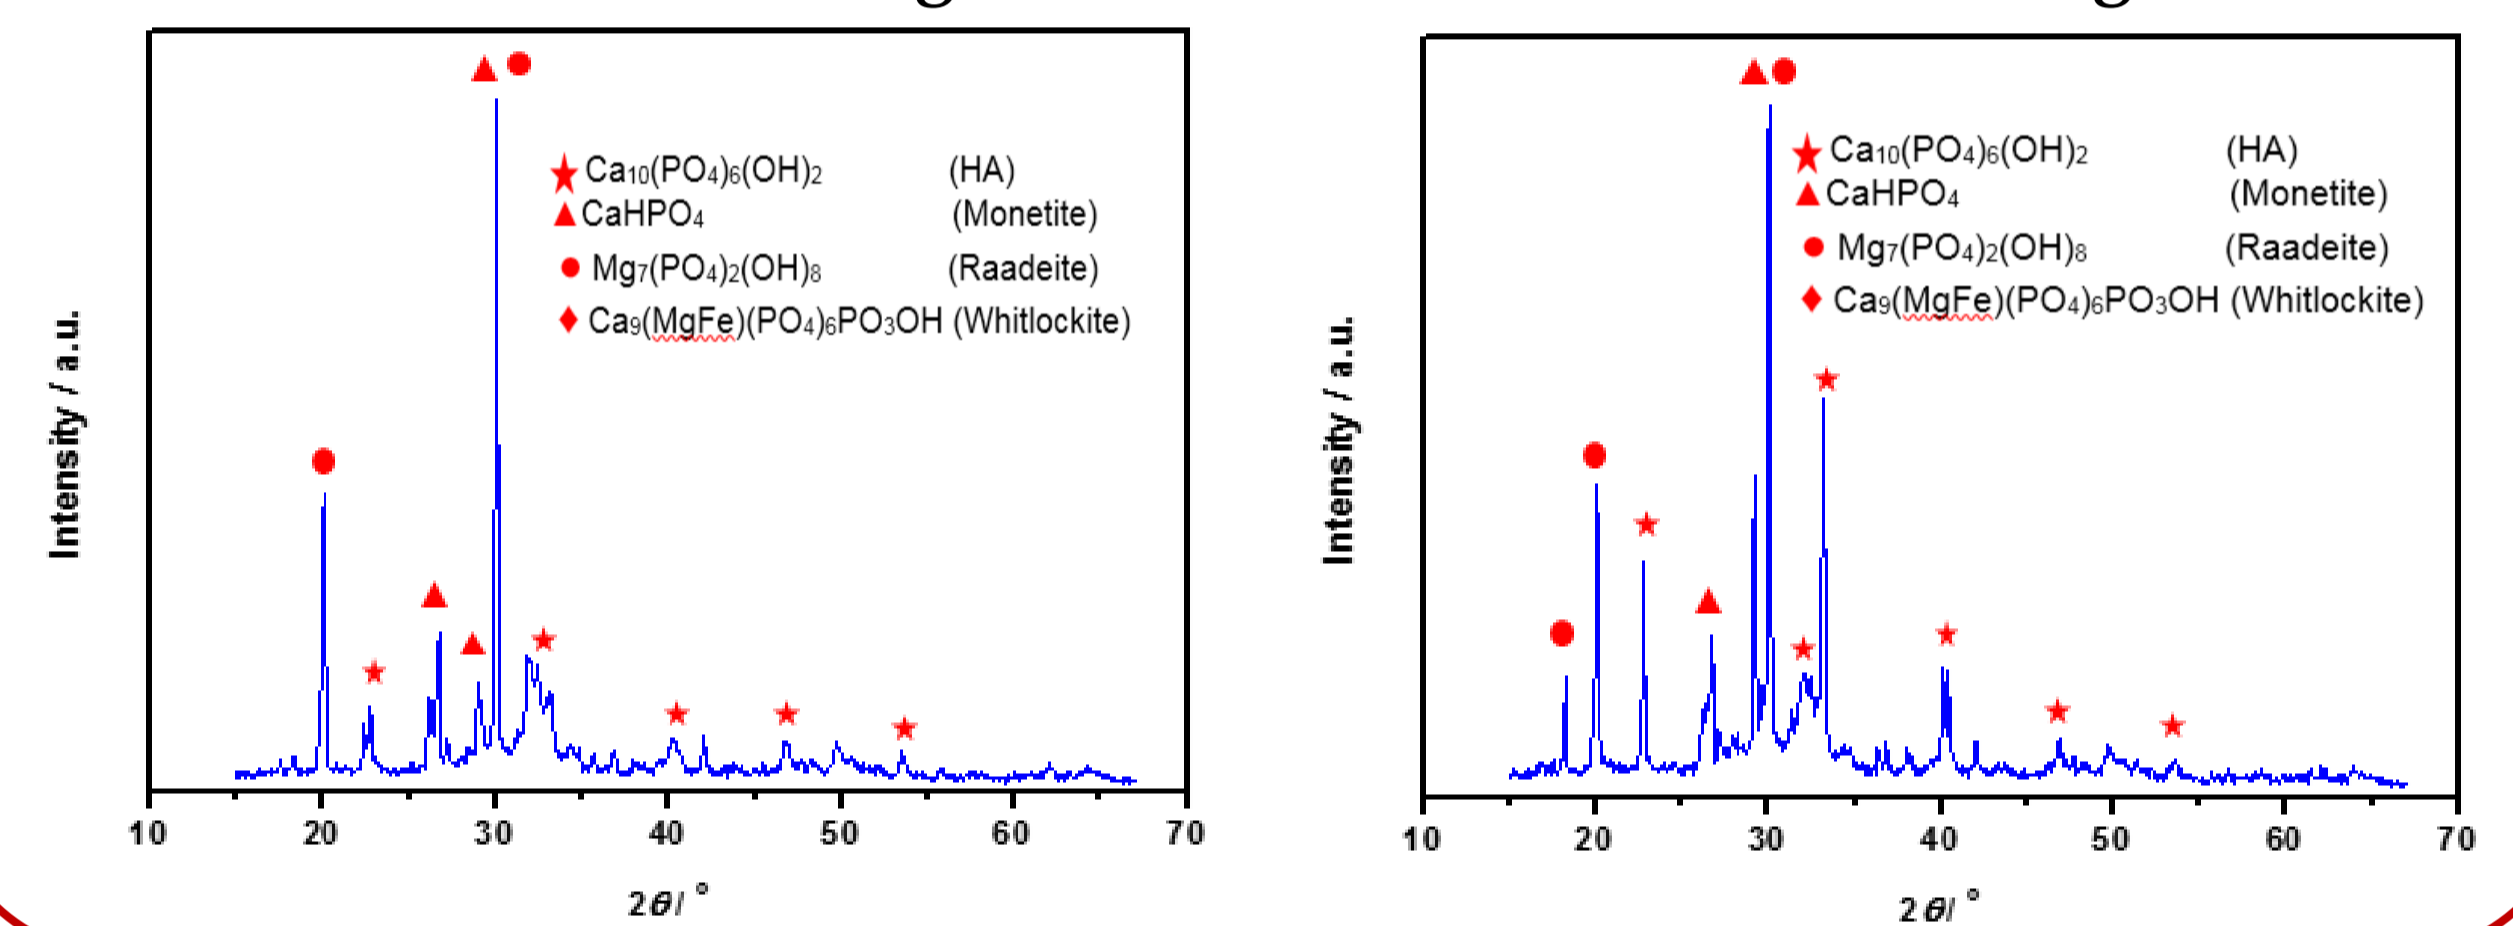 g
g
Ca₁₀(PO₄)₆(OH)₂ (HA)
CaHPO₄ (Monetite)
Mg₇(PO₄)₂(OH)₈ (Raadeite)
Ca₉(MgFe)(PO₄)₆PO₃OH (Whitlockite)
Intensity / a.u.
10 20 30 40 50 60 70
2θ/ °
Ca₁₀(PO₄)₆(OH)₂ (HA)
CaHPO₄ (Monetite)
Mg₇(PO₄)₂(OH)₈ (Raadeite)
Ca₉(MgFe)(PO₄)₆PO₃OH (Whitlockite)
Intensity / a.u.
10 20 30 40 50 60 70
2θ/ °